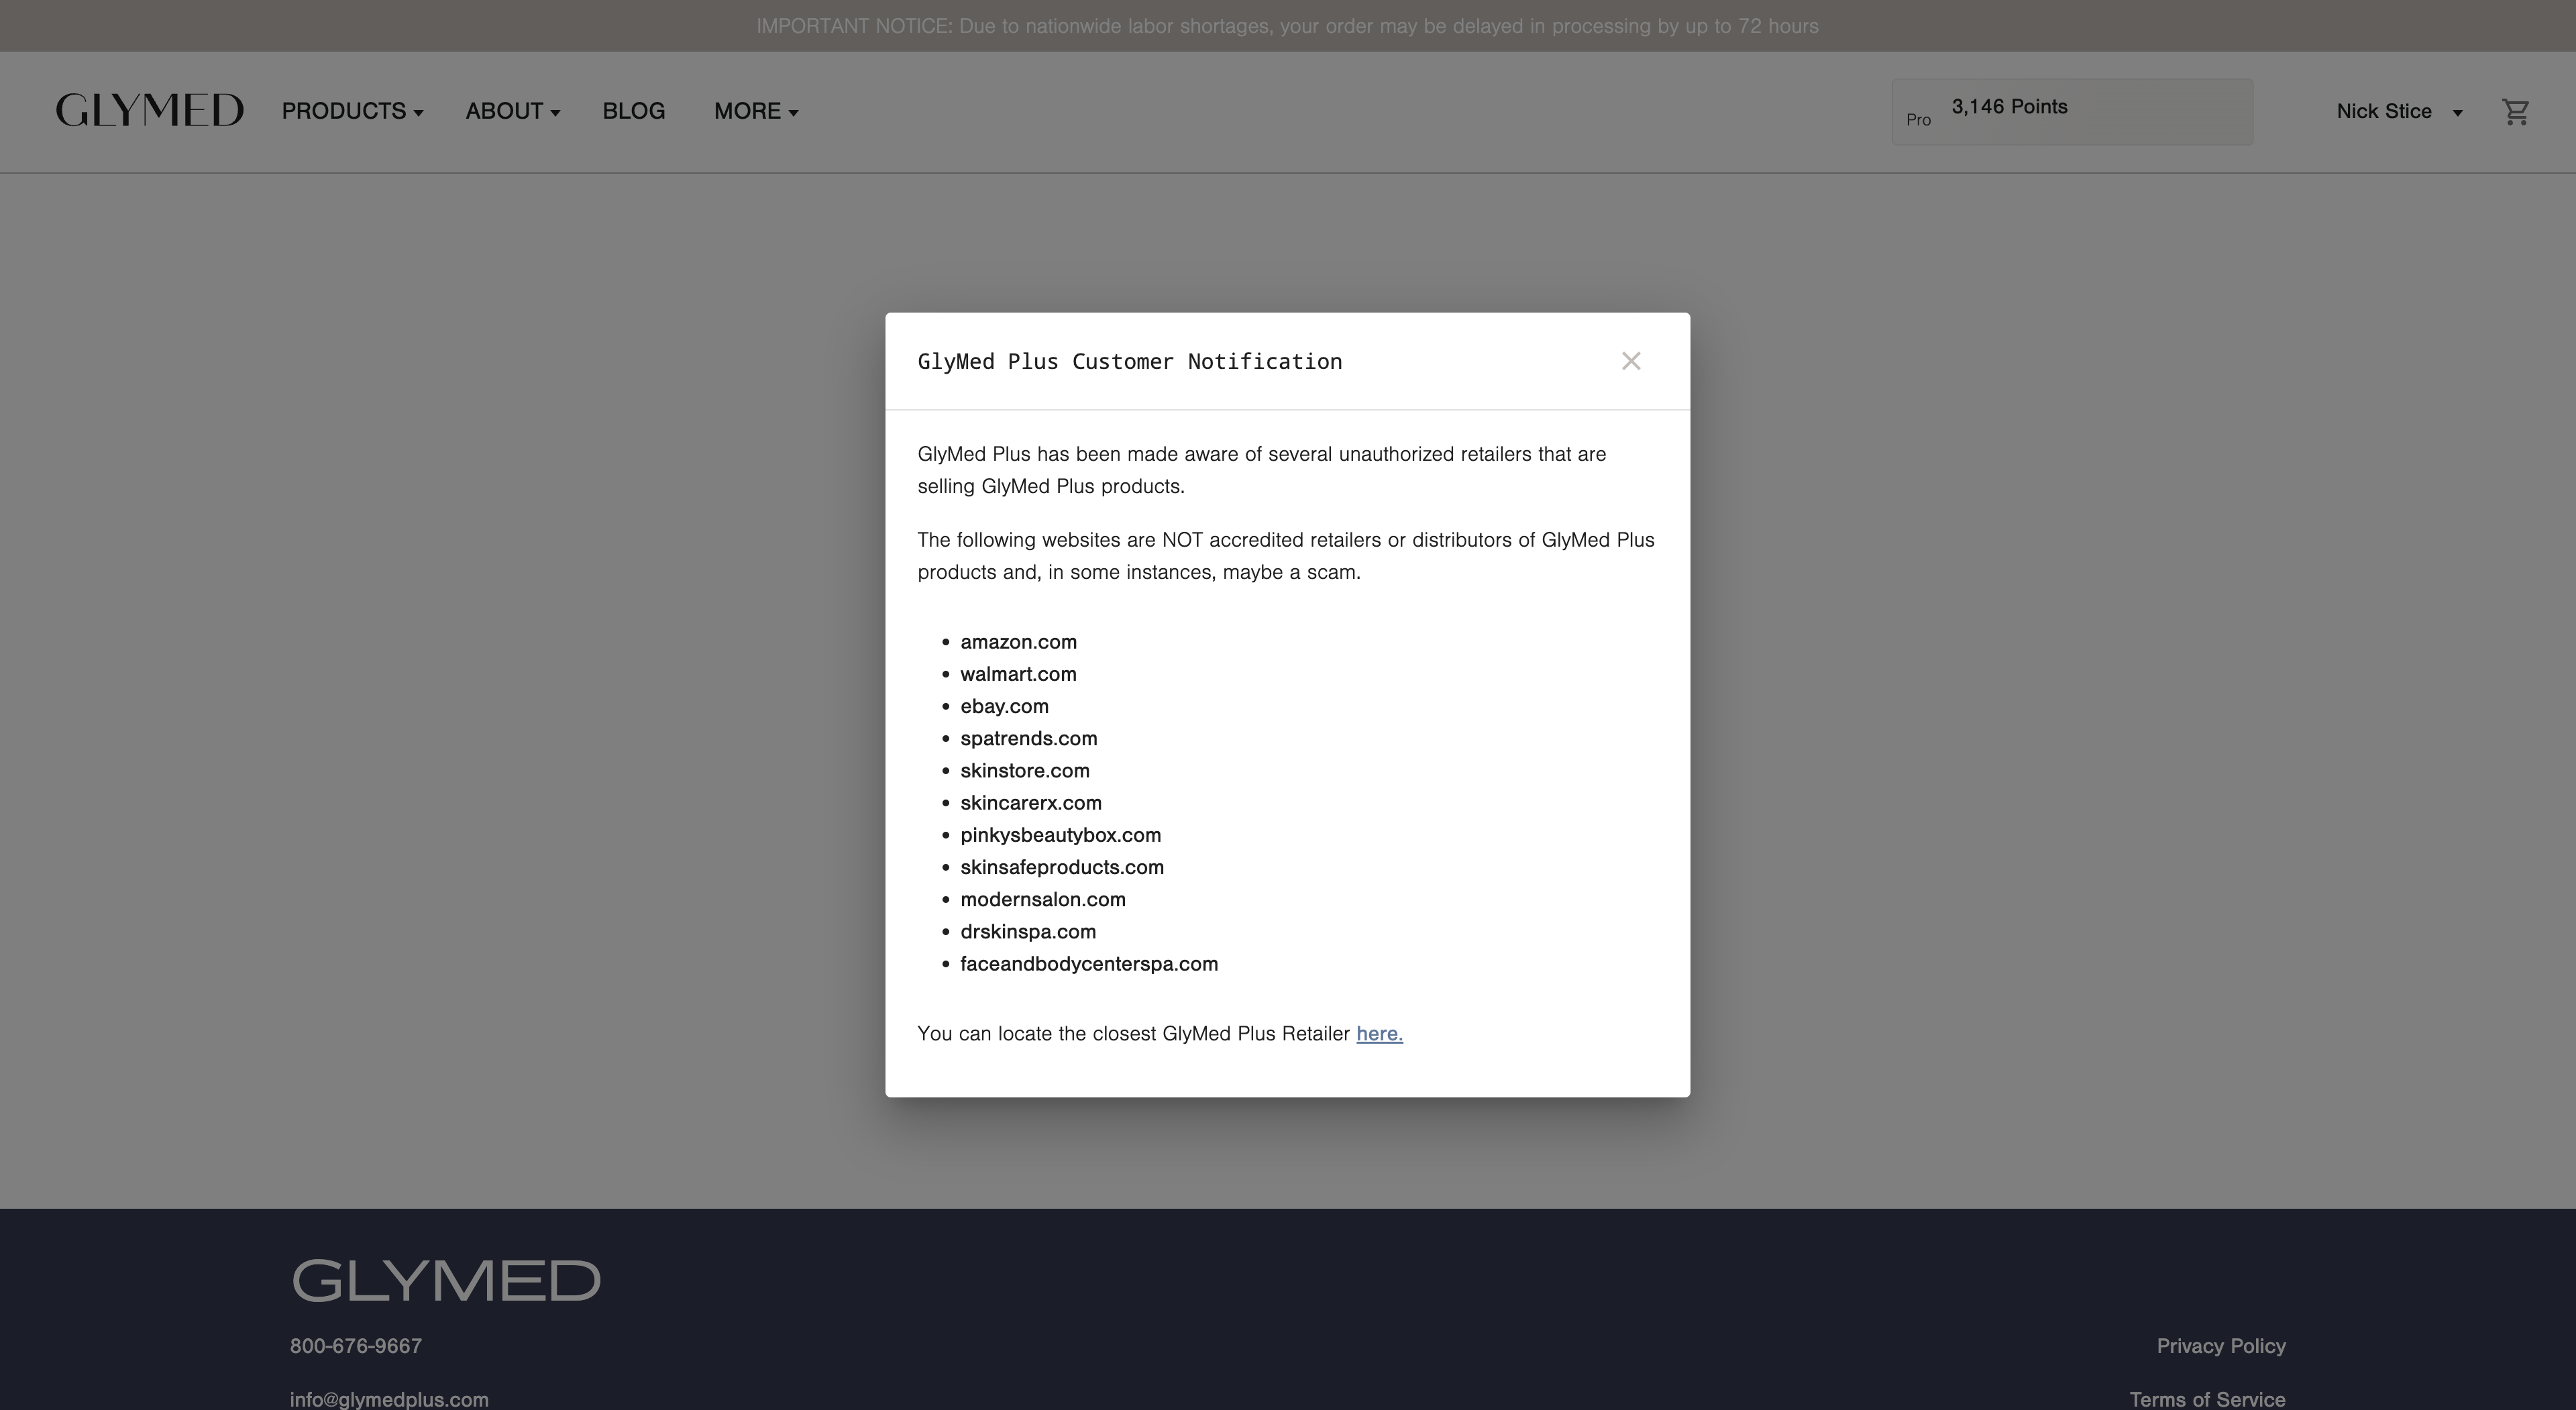 IMPORTANT NOTICE: Due to nationwide labor shortages, your order may be delayed in processing by up to 72 hours
GLYMED
PRODUCTS
ABOUT
BLOG
MORE
Pro
3,146 Points
Nick Stice
GlyMed Plus Customer Notification
GlyMed Plus has been made aware of several unauthorized retailers that are
selling GlyMed Plus products.
The following websites are NOT accredited retailers or distributors of GlyMed Plus
products and, in some instances, maybe a scam.
• amazon.com
• walmart.com
• ebay.com
• spatrends.com
• skinstore.com
• skincarerx.com
• pinkysbeautybox.com
• skinsafeproducts.com
• modernsalon.com
• drskinspa.com
• faceandbodycenterspa.com
You can locate the closest GlyMed Plus Retailer here.
GLYMED
800-676-9667
Privacy Policy
info@glymedplus.com
Terms of Service